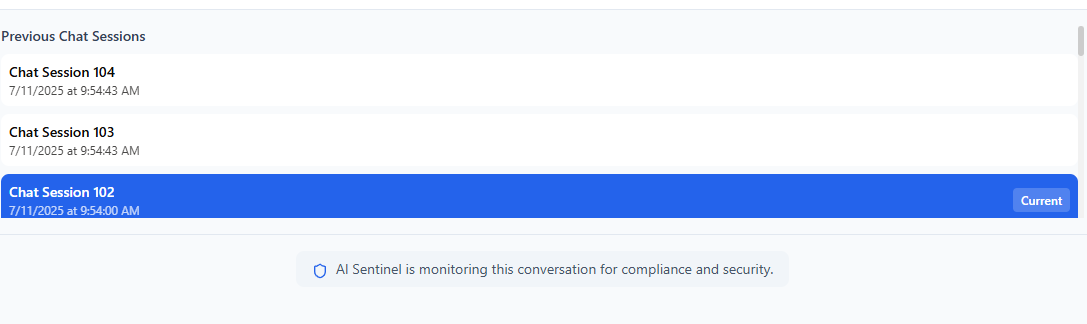 Previous Chat Sessions
Chat Session 104
7/11/2025 at 9:54:43 AM
Chat Session 103
7/11/2025 at 9:54:43 AM
Chat Session 102
Current
7/11/2025 at 9:54:00 AM
AI Sentinel is monitoring this conversation for compliance and security.